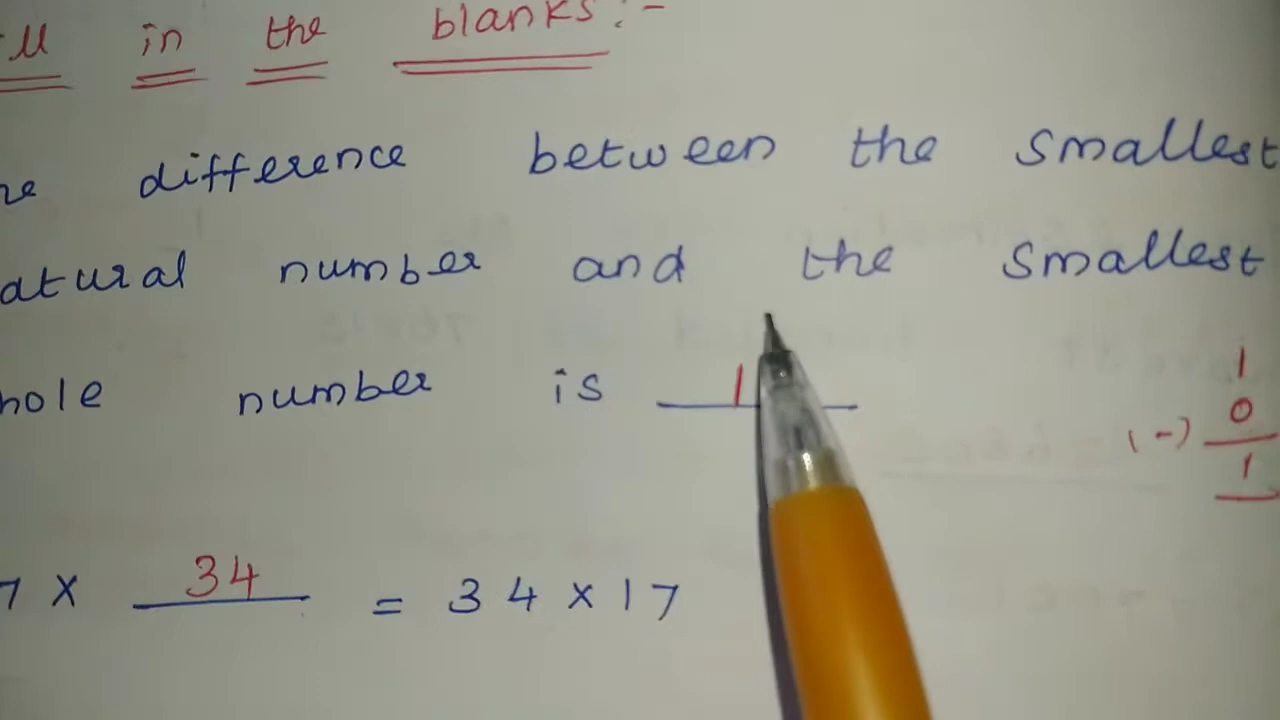 in the blanks :-
difference between the smallest
number and the smallest
number is 1
1
0
(-)
1
7 x 34 = 34 x 17